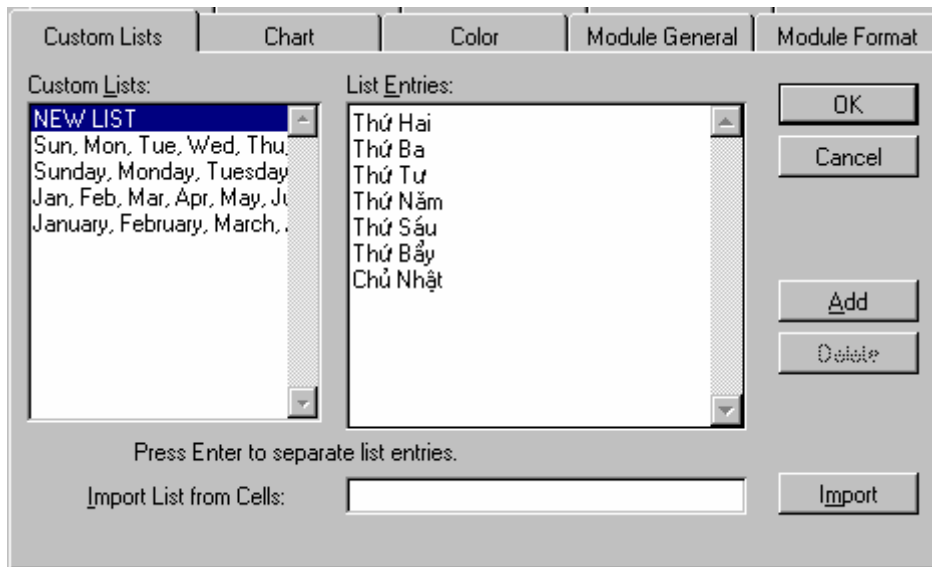 Custom Lists
Chart
Color
Module General
Module Format
Custom Lists:
NEW LIST
Sun, Mon, Tue, Wed, Thu,
Sunday, Monday, Tuesday
Jan, Feb, Mar, Apr, May, Ju
January, February, March, .
List Entries:
Thứ Hai
Thứ Ba
Thứ Tư
Thứ Năm
Thứ Sáu
Thứ Bẩy
Chủ Nhật
OK
Cancel
Add
Delete
Press Enter to separate list entries.
Import List from Cells:
Import